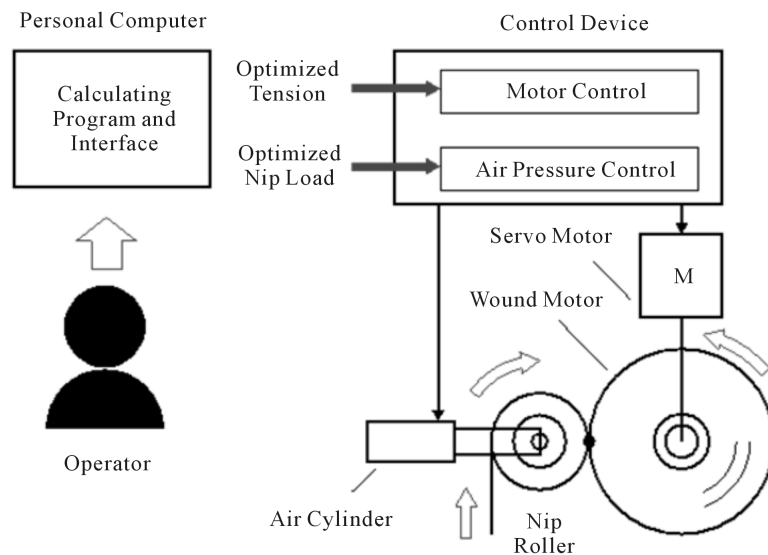 Personal Computer
Calculating
Program and
Interface
Operator
Control Device
Optimized
Tension
Motor Control
Optimized
Nip Load
Air Pressure Control
Servo Motor
M
Wound Motor
Air Cylinder
Nip
Roller